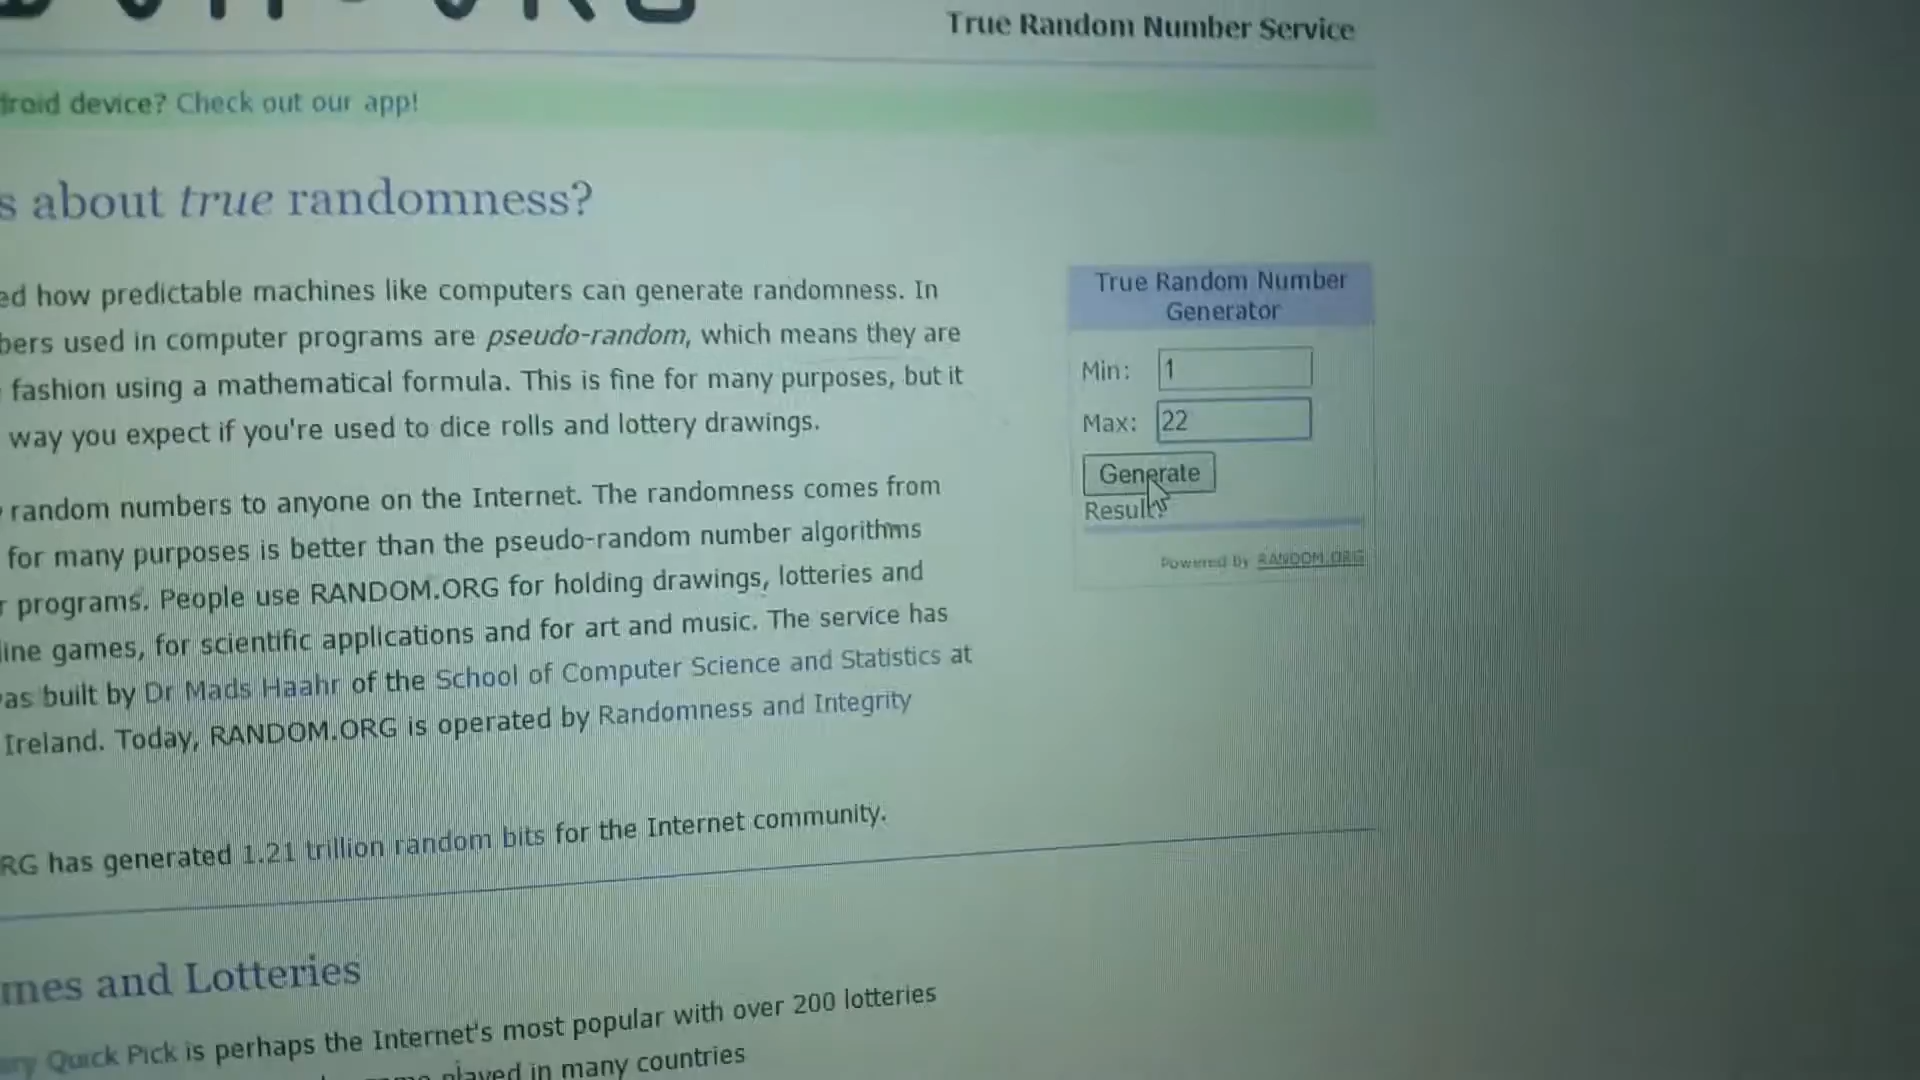 True Random Number Service
device? Check out our app!
about true randomness?
how predictable machines like computers can generate randomness. In
used in computer programs are pseudo-random, which means they are
fashion using a mathematical formula. This is fine for many purposes, but it
way you expect if you're used to dice rolls and lottery drawings.
random numbers to anyone on the Internet. The randomness comes from
for many purposes is better than the pseudo-random number algorithms
programs. People use RANDOM.ORG for holding drawings, lotteries and
games, for scientific applications and for art and music. The service has
built by Dr Mads Haahr of the School of Computer Science and Statistics at
Ireland. Today, RANDOM.ORG is operated by Randomness and Integrity
RG has generated 1.21 trillion random bits for the Internet community.
True Random Number
Generator
Min: 1
Max: 22
Generate
Result:
Powered by RANDOM.ORG
mes and Lotteries
Quick Pick is perhaps the Internet's most popular with over 200 lotteries
played in many countries